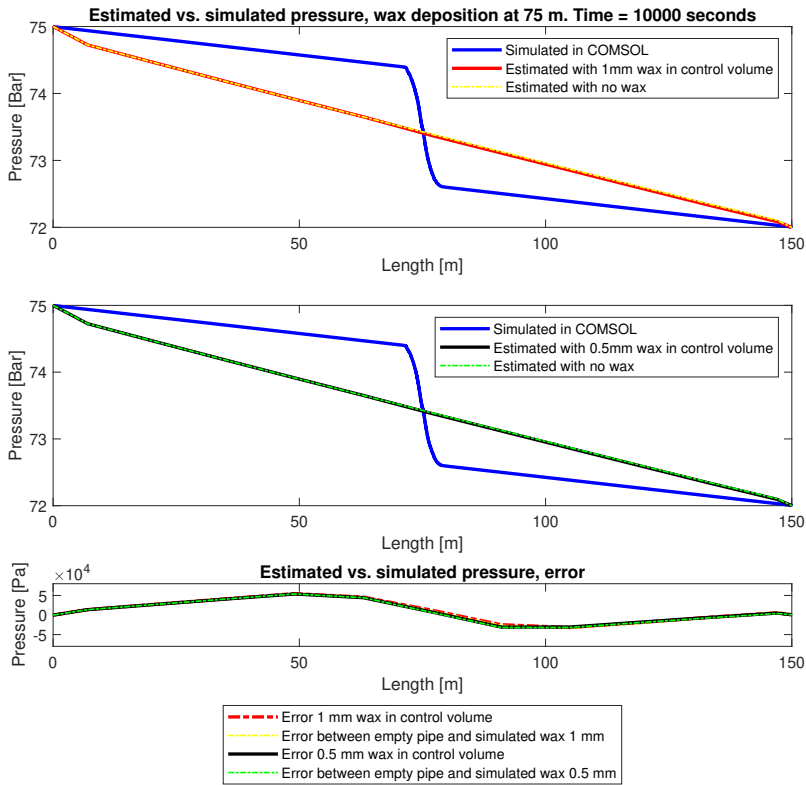 Estimated vs. simulated pressure, wax deposition at 75 m. Time = 10000 seconds
75
74
73
72
Pressure [Bar]
Simulated in COMSOL
Estimated with 1mm wax in control volume
Estimated with no wax
0
50
100
150
Length [m]
75
74
73
72
Pressure [Bar]
Simulated in COMSOL
Estimated with 0.5mm wax in control volume
Estimated with no wax
0
50
100
150
Length [m]
Estimated vs. simulated pressure, error
×10⁴
5
0
-5
Pressure [Pa]
0
50
100
150
Length [m]
Error 1 mm wax in control volume
Error between empty pipe and simulated wax 1 mm
Error 0.5 mm wax in control volume
Error between empty pipe and simulated wax 0.5 mm